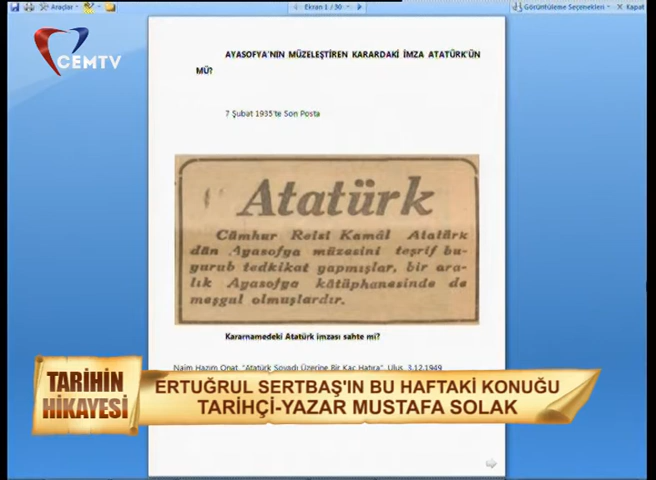 Araçlar
Ekran 1 / 30
Görüntüleme Seçenekleri
Kapat
CEMTV
AYASOFYA'NIN MÜZELEŞTİREN KARARDAKİ İMZA ATATÜRK'ÜN
MÜ?
7 Şubat 1935'te Son Posta
Atatürk
Cümhur Reisi Kamâl Atatürk
dün Ayasofya müzesini teşrif bu-
yurub tedkikat yapmışlar, bir ara-
lık Ayasofya kütüphanesinde de
meşgul olmuşlardır.
Kararnamedeki Atatürk imzası sahte mi?
Naim Hazım Onat, "Atatürk Soyadı Üzerine Bir Kaç Hatıra", Ulus, 3.12.1949
TARİHİN
HİKAYESİ
ERTUĞRUL SERTBAŞ'IN BU HAFTAKİ KONUĞU
TARİHÇİ-YAZAR MUSTAFA SOLAK